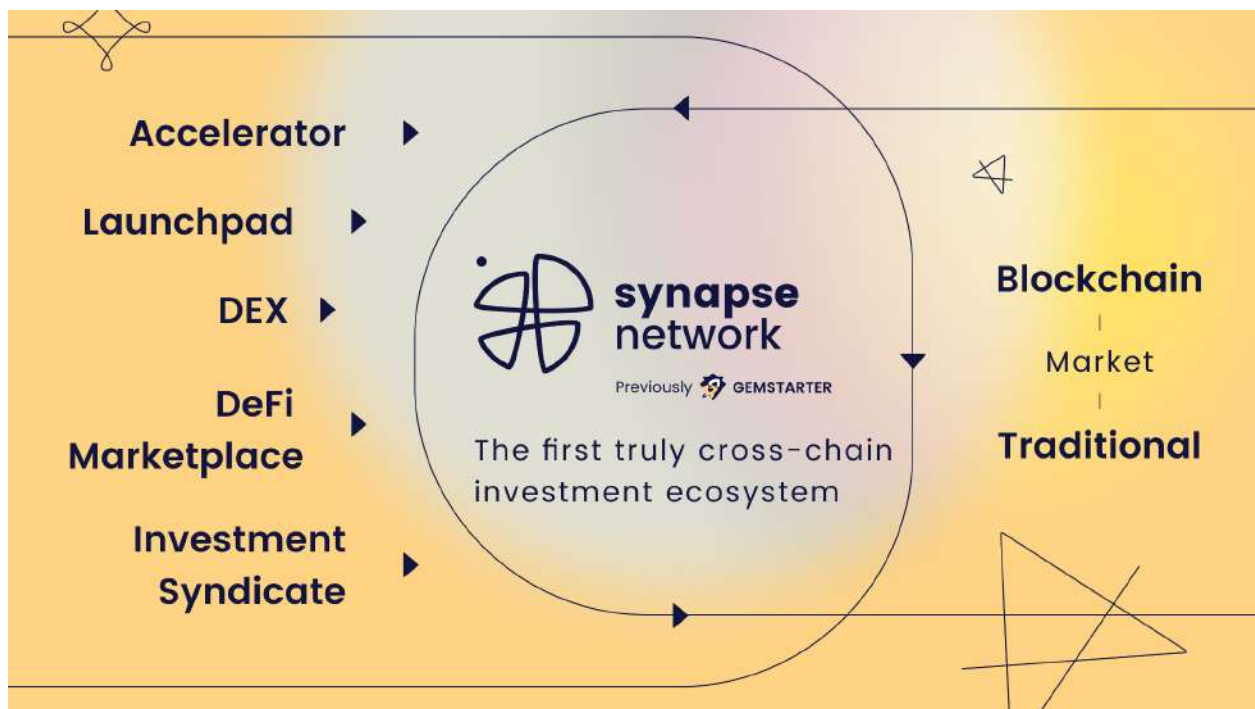 Accelerator
Launchpad
DEX
DeFi
Marketplace
Investment
Syndicate
synapse
network
Previously GEMSTARTER
The first truly cross-chain
investment ecosystem
Blockchain
Market
Traditional